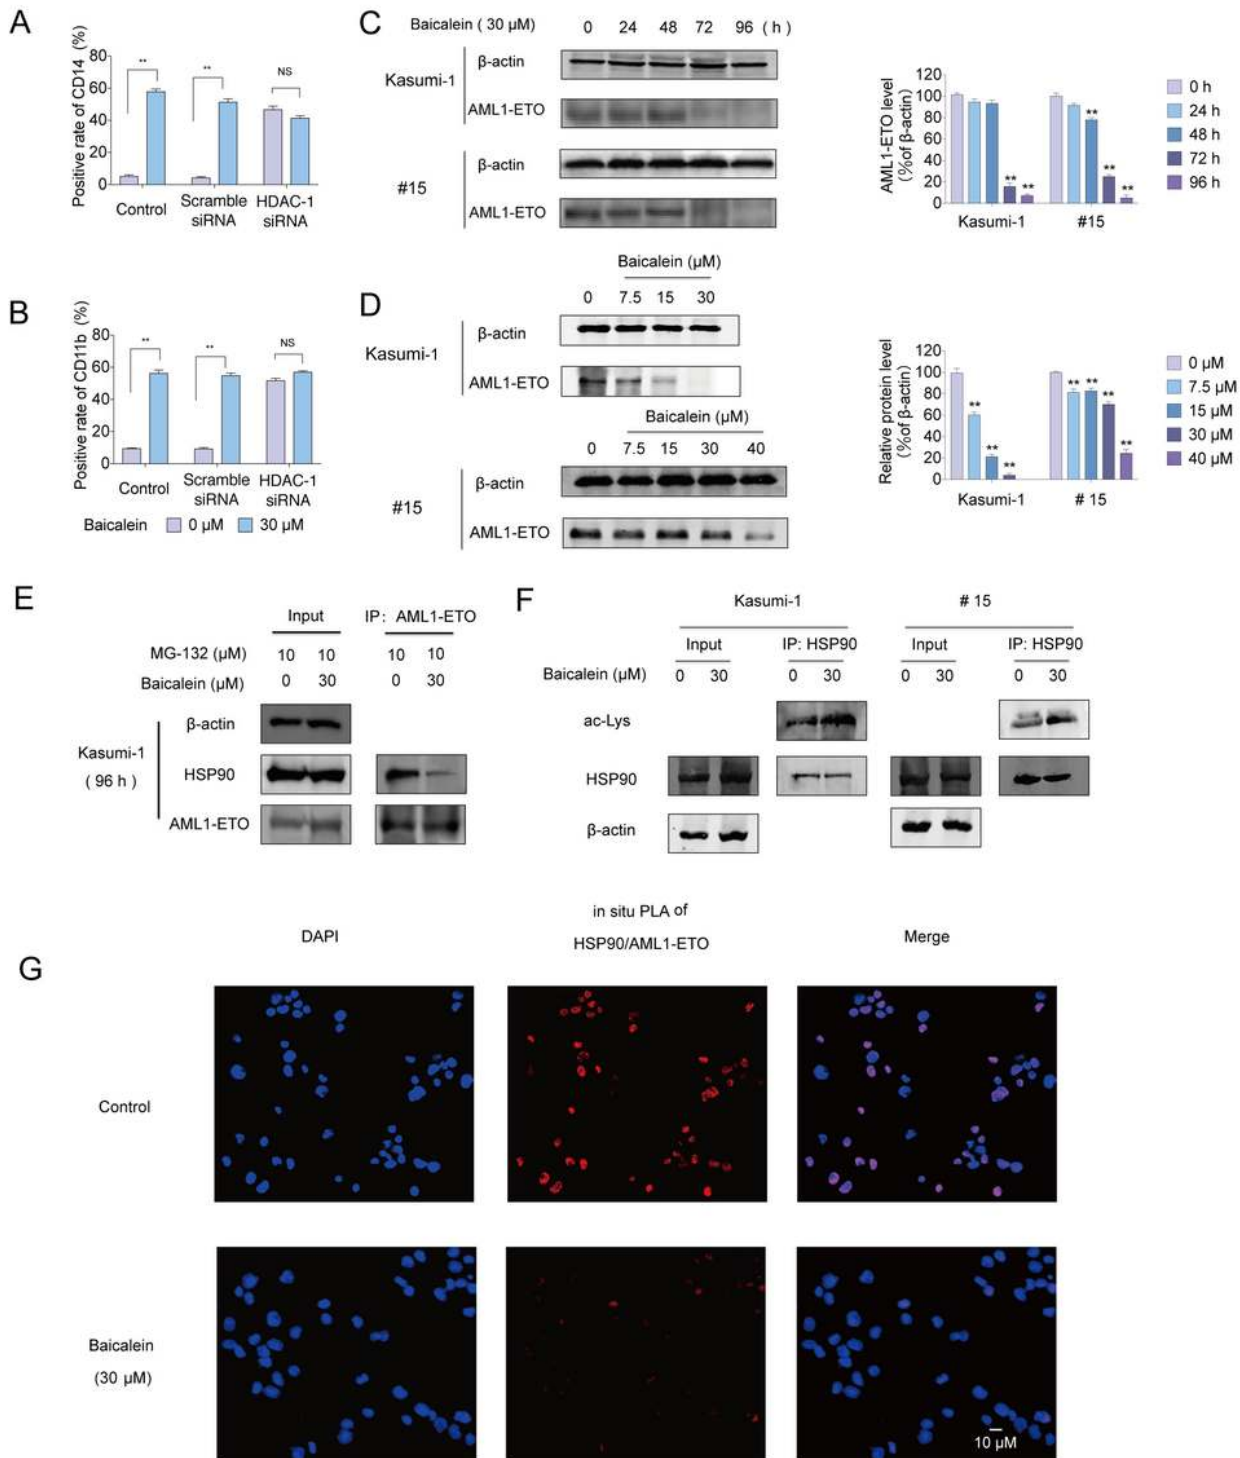 A
Positive rate of CD14 (%)
80
60
40
20
0
** ** NS
Control Scramble siRNA HDAC-1 siRNA
B
Positive rate of CD11b (%)
80
60
40
20
0
** ** NS
Control Scramble siRNA HDAC-1 siRNA
Baicalein 0 µM 30 µM
C
Baicalein ( 30 µM) 0 24 48 72 96 ( h )
Kasumi-1
β-actin
AML1-ETO
#15
β-actin
AML1-ETO
AML1-ETO level
(%of β-actin)
120
100
80
60
40
20
0
** ** ** ** **
Kasumi-1 #15
0 h
24 h
48 h
72 h
96 h
D
Baicalein (µM)
0 7.5 15 30
Kasumi-1
β-actin
AML1-ETO
Baicalein (µM)
0 7.5 15 30 40
#15
β-actin
AML1-ETO
Relative protein level
(%of β-actin)
120
100
80
60
40
20
0
** ** ** ** ** ** **
Kasumi-1 # 15
0 µM
7.5 µM
15 µM
30 µM
40 µM
E
Input IP: AML1-ETO
MG-132 (µM) 10 10 10 10
Baicalein (µM) 0 30 0 30
Kasumi-1
( 96 h )
β-actin
HSP90
AML1-ETO
F
Kasumi-1 # 15
Input IP: HSP90 Input IP: HSP90
Baicalein (µM) 0 30 0 30 0 30 0 30
ac-Lys
HSP90
β-actin
G
DAPI
in situ PLA of
HSP90/AML1-ETO
Merge
Control
Baicalein
(30 µM)
10 µM